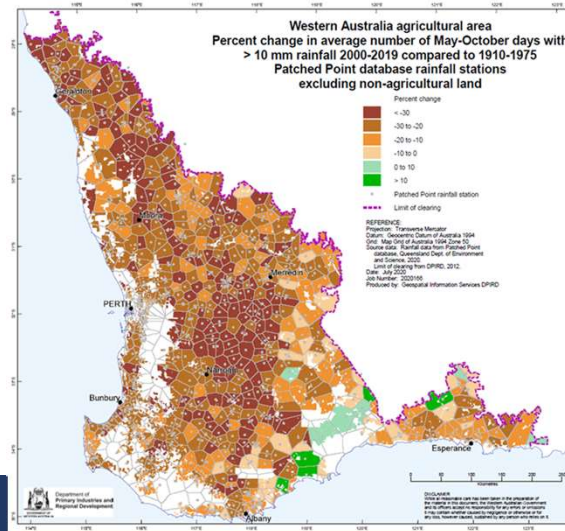 Western Australia agricultural area
Percent change in average number of May-October days with
> 10 mm rainfall 2000-2019 compared to 1910-1975
Patched Point database rainfall stations
excluding non-agricultural land
Percent change
< -30
-30 to -20
-20 to -10
-10 to 0
0 to 10
> 10
Patched Point rainfall station
Limit of clearing
REFERENCE:
Projection: Transverse Mercator
Datum: Geocentric Datum of Australia 1994
Grid: Map Grid of Australia 1994 Zone 50
Source data: Rainfall data from Patched Point
database, Queensland Dept. of Environment
and Science, 2020.
Limit of clearing from DPIRD, 2012.
Date: July 2020
Job Number: 2020166
Produced by: Geospatial Information Services DPIRD
Geraldton
Moora
Merredin
PERTH
Narrogin
Bunbury
Esperance
Albany
Department of
Primary Industries and
Regional Development
DISCLAIMER